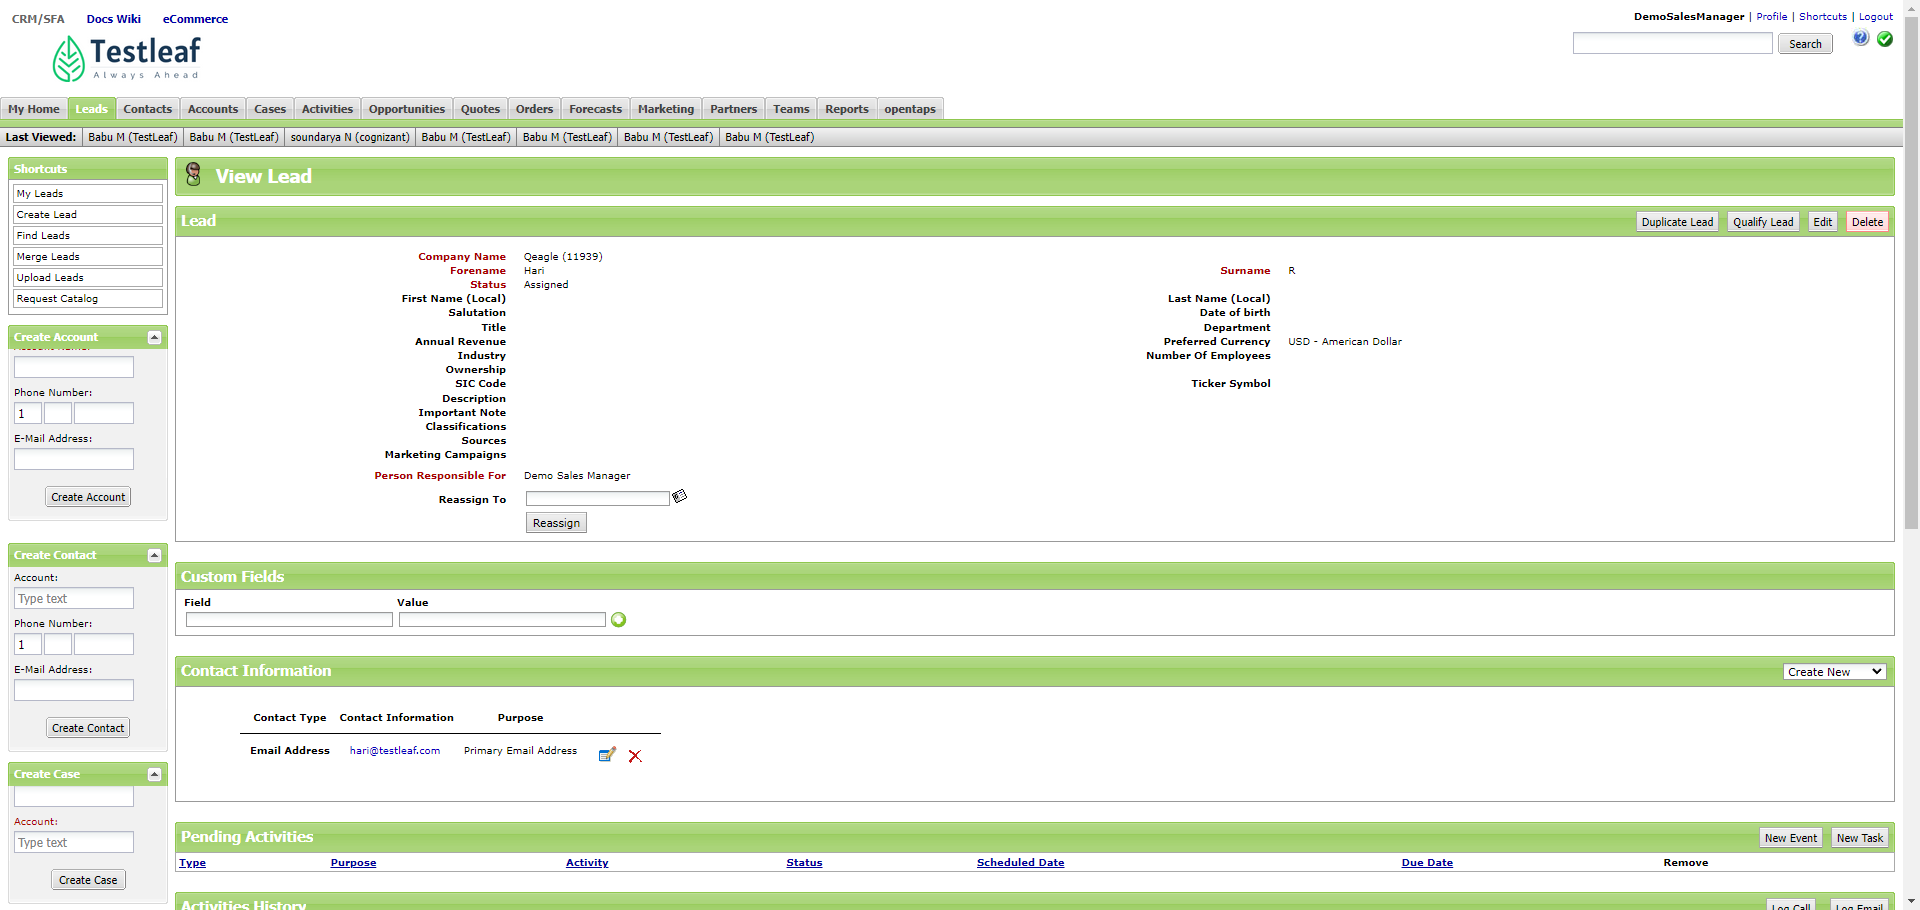 CRM/SFA Docs Wiki eCommerce
DemoSalesManager | Profile | Shortcuts | Logout
Testleaf
Always Ahead
Search
My Home Leads Contacts Accounts Cases Activities Opportunities Quotes Orders Forecasts Marketing Partners Teams Reports opentaps
Last Viewed: Babu M (TestLeaf) Babu M (TestLeaf) soundarya N (cognizant) Babu M (TestLeaf) Babu M (TestLeaf) Babu M (TestLeaf) Babu M (TestLeaf)
Shortcuts
My Leads
Create Lead
Find Leads
Merge Leads
Upload Leads
Request Catalog
Create Account
Phone Number:
1
E-Mail Address:
Create Account
Create Contact
Account:
Type text
Phone Number:
1
E-Mail Address:
Create Contact
Create Case
Account:
Type text
Create Case
View Lead
Lead Duplicate Lead Qualify Lead Edit Delete
Company Name Qeagle (11939)
Forename Hari Surname R
Status Assigned
First Name (Local) Last Name (Local)
Salutation Date of birth
Title Department
Annual Revenue Preferred Currency USD - American Dollar
Industry Number Of Employees
Ownership
SIC Code Ticker Symbol
Description
Important Note
Classifications
Sources
Marketing Campaigns
Person Responsible For Demo Sales Manager
Reassign To
Reassign
Custom Fields
Field Value
Contact Information Create New
Contact Type Contact Information Purpose
Email Address hari@testleaf.com Primary Email Address
Pending Activities New Event New Task
Type Purpose Activity Status Scheduled Date Due Date Remove
Activities History Log Call Log Email